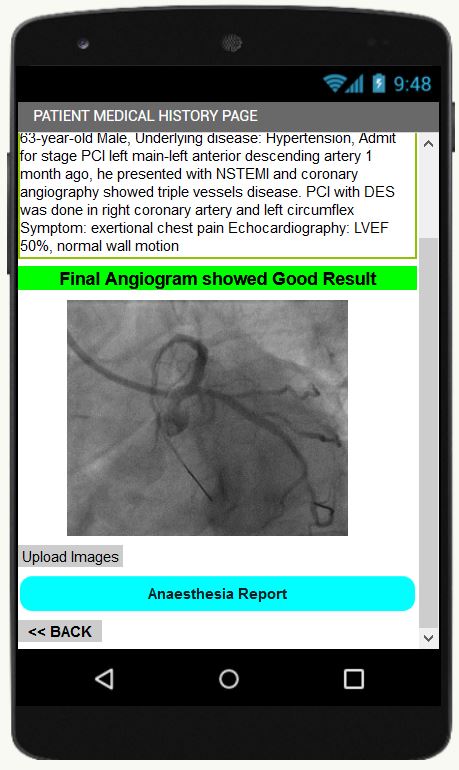 9:48
PATIENT MEDICAL HISTORY PAGE
63-year-old Male, Underlying disease: Hypertension, Admit
for stage PCI left main-left anterior descending artery 1
month ago, he presented with NSTEMI and coronary
angiography showed triple vessels disease. PCI with DES
was done in right coronary artery and left circumflex
Symptom: exertional chest pain Echocardiography: LVEF
50%, normal wall motion
Final Angiogram showed Good Result
Upload Images
Anaesthesia Report
<< BACK